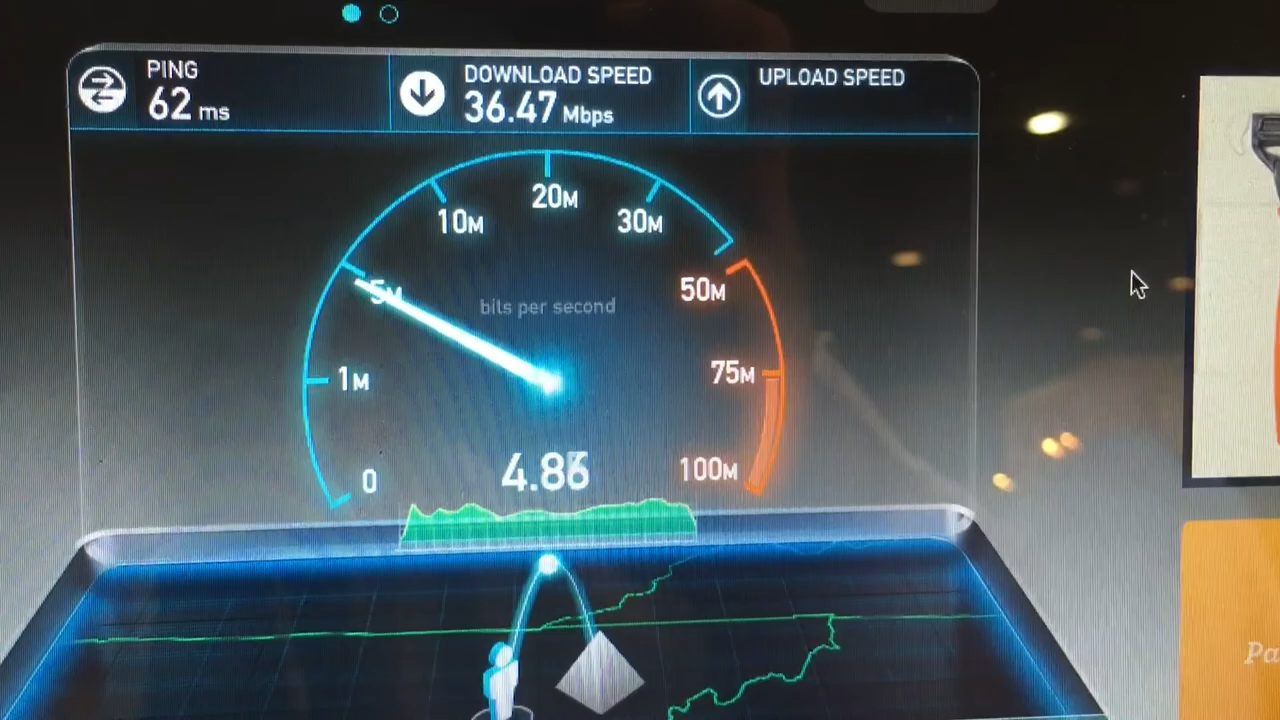 PING
62 ms
DOWNLOAD SPEED
36.47 Mbps
UPLOAD SPEED
20M
10M
30M
5M
50M
bits per second
1M
75M
0
100M
Pa